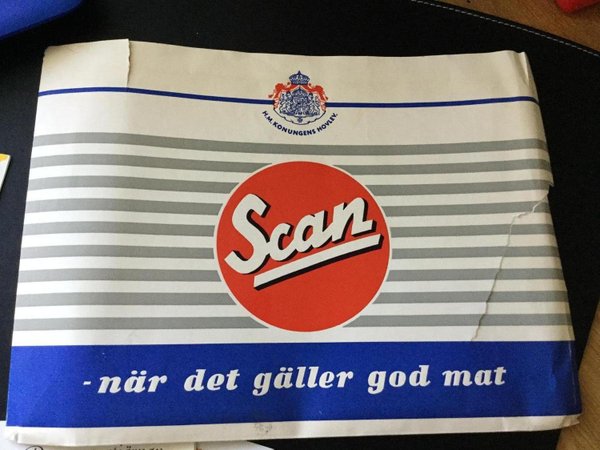 H.M. KONUNGENS HOVLEV.
Scan
- när det gäller god mat